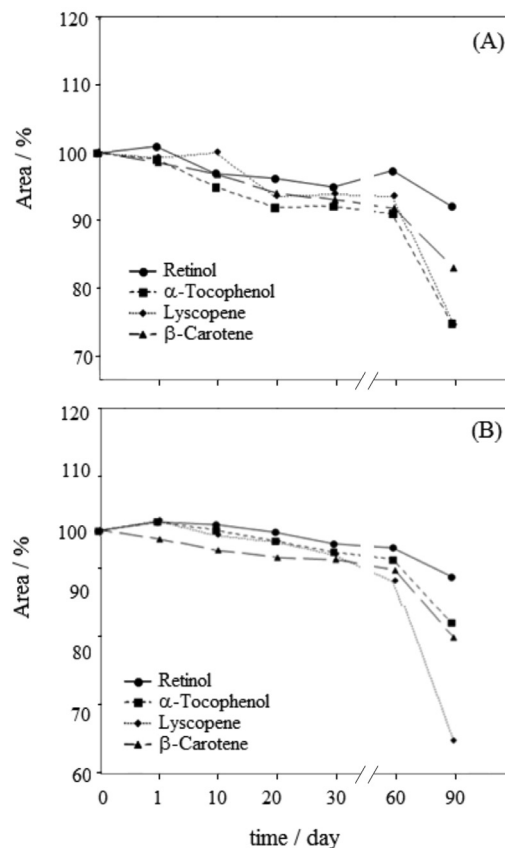 (A)
120
110
100
90
80
70
Area / %
Retinol
α-Tocophenol
Lyscopene
β-Carotene
(B)
120
110
100
90
80
70
60
Area / %
Retinol
α-Tocophenol
Lyscopene
β-Carotene
0 1 10 20 30 60 90
time / day